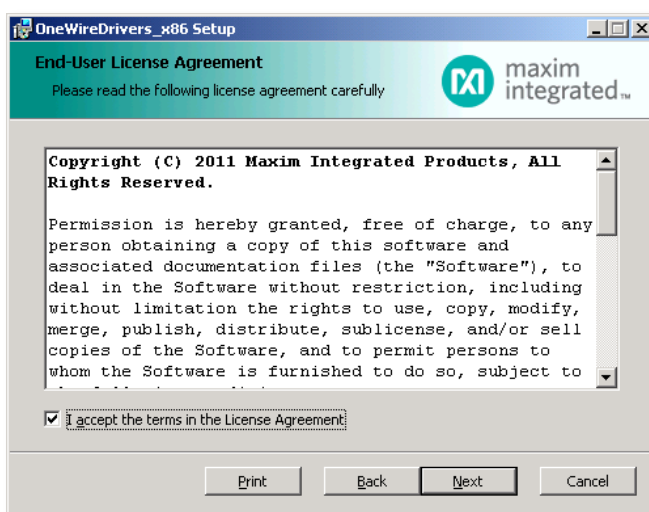 OneWireDrivers_x86 Setup
End-User License Agreement
Please read the following license agreement carefully
maxim
integrated™
Copyright (C) 2011 Maxim Integrated Products, All
Rights Reserved.
Permission is hereby granted, free of charge, to any
person obtaining a copy of this software and
associated documentation files (the "Software"), to
deal in the Software without restriction, including
without limitation the rights to use, copy, modify,
merge, publish, distribute, sublicense, and/or sell
copies of the Software, and to permit persons to
whom the Software is furnished to do so, subject to
I accept the terms in the License Agreement
Print
Back
Next
Cancel